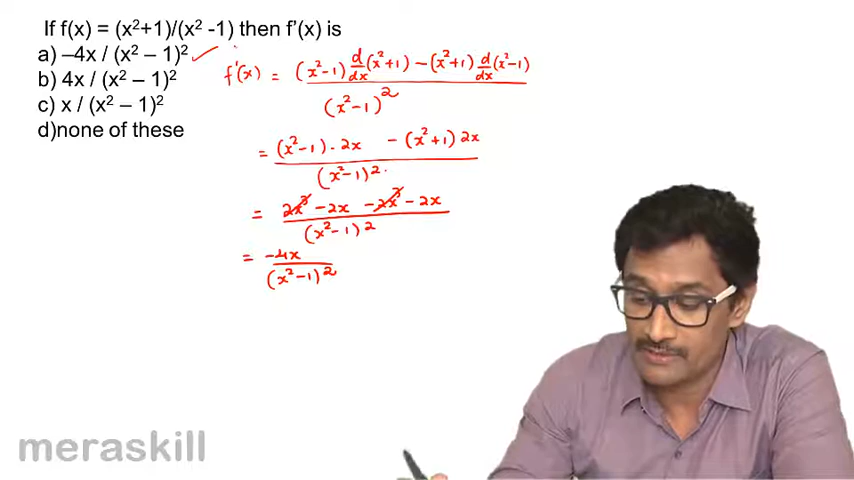 If f(x) = (x²+1)/(x² -1) then f'(x) is
a) –4x / (x² – 1)² ✓
b) 4x / (x² – 1)²
c) x / (x² – 1)²
d)none of these
f'(x) = (x²-1) d/dx (x²+1) - (x²+1) d/dx (x²-1) / (x²-1)²
= (x²-1) · 2x - (x²+1) 2x / (x²-1)²
= 2x³ - 2x - 2x³ - 2x / (x²-1)²
= -4x / (x²-1)²
meraskill